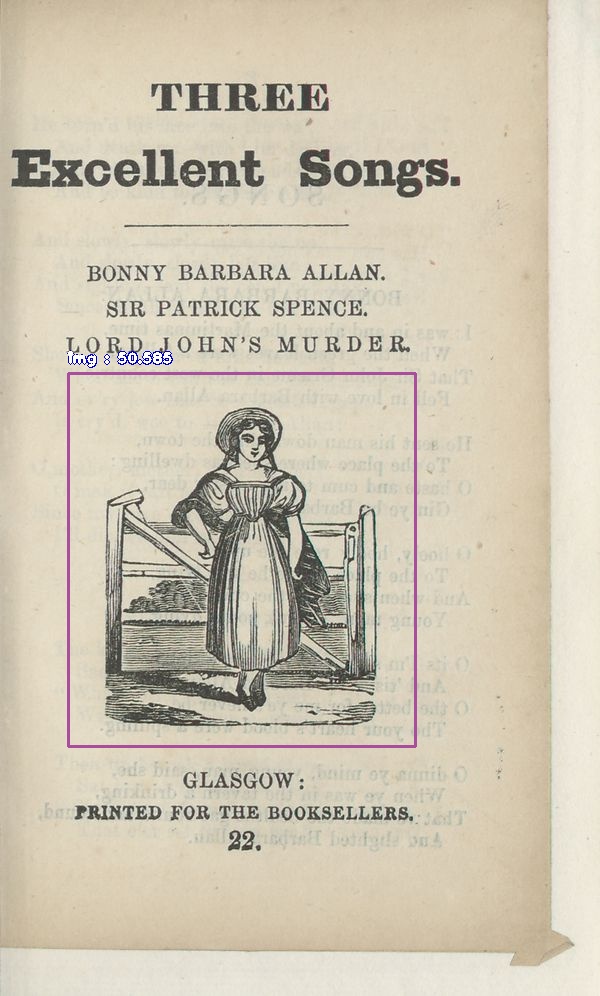 THREE
Excellent Songs.
BONNY BARBARA ALLAN.
SIR PATRICK SPENCE.
LORD JOHN'S MURDER.
img : 50.585
GLASGOW:
PRINTED FOR THE BOOKSELLERS.
22.